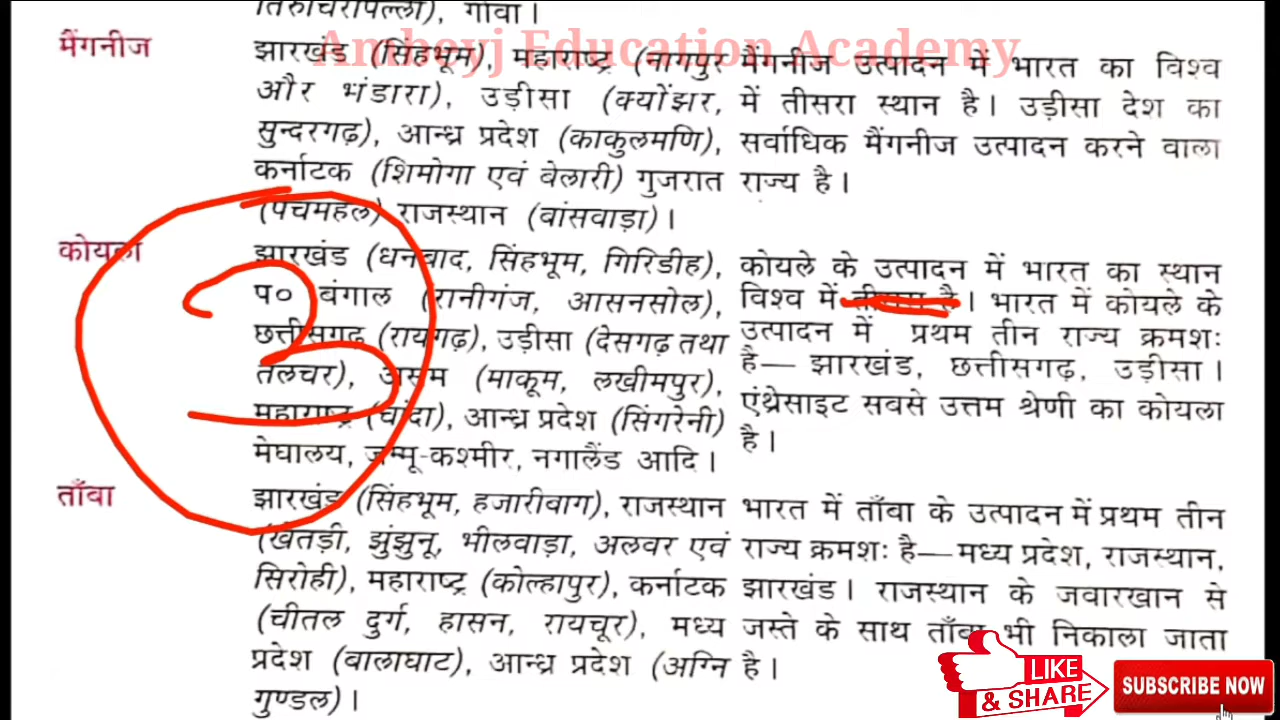 तिरुचिरापल्ली), गोवा।
Amboyj Education Academy
मैंगनीज
झारखंड (सिंहभूम), महाराष्ट्र (नागपुर
और भंडारा), उड़ीसा (क्योंझर,
सुन्दरगढ़), आन्ध्र प्रदेश (काकुलमणि),
कर्नाटक (शिमोगा एवं वेलारी) गुजरात
(पंचमहल) राजस्थान (बांसवाड़ा)।
मैंगनीज उत्पादन में भारत का विश्व
में तीसरा स्थान है। उड़ीसा देश का
सर्वाधिक मैंगनीज उत्पादन करने वाला
राज्य है।
कोयला
झारखंड (धनबाद, सिंहभूम, गिरिडीह),
प० बंगाल (रानीगंज, आसनसोल),
छत्तीसगढ़ (रायगढ़), उड़ीसा (देसगढ़ तथा
तलचर), असम (माकूम, लखीमपुर),
महाराष्ट्र (चांदा), आन्ध्र प्रदेश (सिंगरेनी)
मेघालय, जम्मू-कश्मीर, नगालैंड आदि।
कोयले के उत्पादन में भारत का स्थान
विश्व में तीसरा है। भारत में कोयले के
उत्पादन में प्रथम तीन राज्य क्रमशः
है— झारखंड, छत्तीसगढ़, उड़ीसा।
एंथ्रेसाइट सबसे उत्तम श्रेणी का कोयला
है।
2
ताँबा
झारखंड (सिंहभूम, हजारीबाग), राजस्थान
(खेतड़ी, झुंझुनू, भीलवाड़ा, अलवर एवं
सिरोही), महाराष्ट्र (कोल्हापुर), कर्नाटक
(चीतल दुर्ग, हासन, रायचूर), मध्य
प्रदेश (बालाघाट), आन्ध्र प्रदेश (अग्नि
गुण्डल)।
भारत में ताँबा के उत्पादन में प्रथम तीन
राज्य क्रमशः है— मध्य प्रदेश, राजस्थान,
झारखंड। राजस्थान के जवारखान से
जस्ते के साथ ताँबा भी निकाला जाता
है।
LIKE
& SHARE
SUBSCRIBE NOW